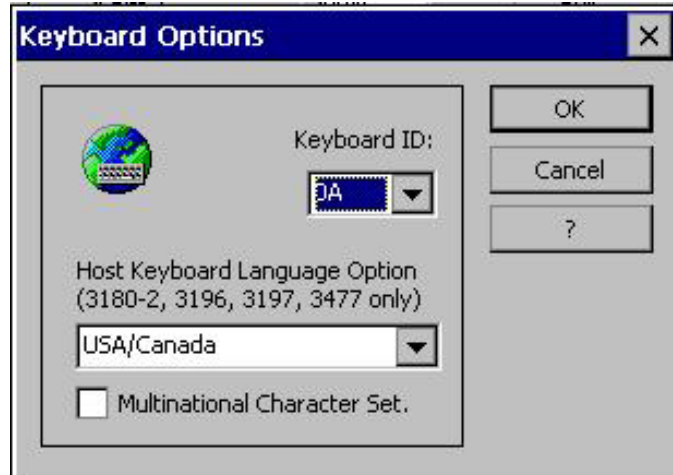 Keyboard Options
OK
Keyboard ID:
Cancel
?
Host Keyboard Language Option
(3180-2, 3196, 3197, 3477 only)
USA/Canada
Multinational Character Set.